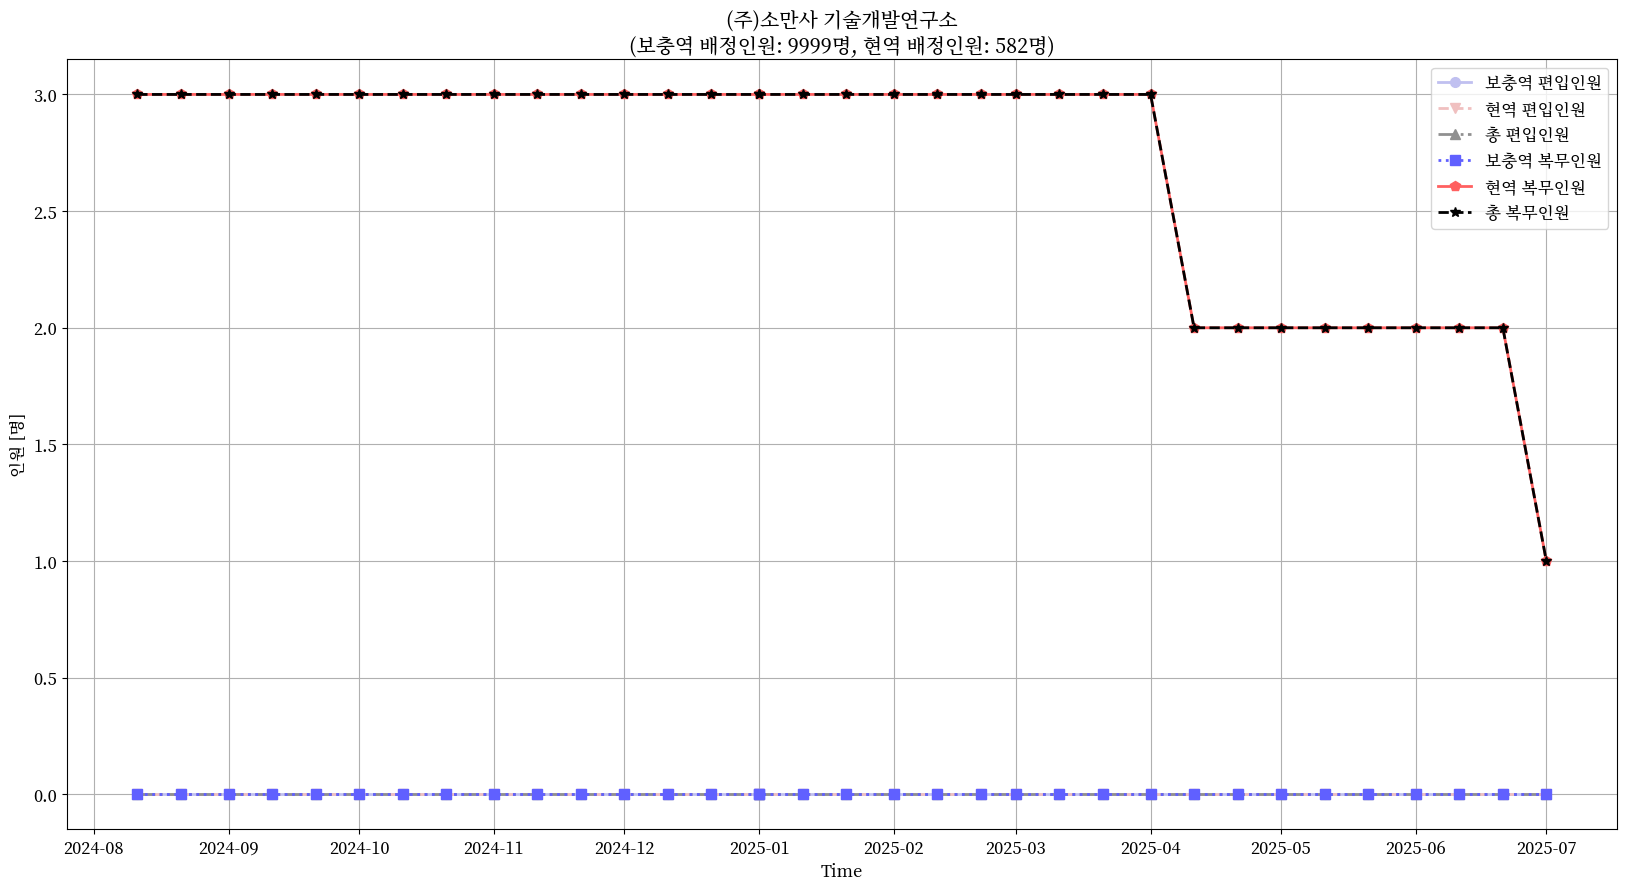 (주)소만사 기술개발연구소
(보충역 배정인원: 9999명, 현역 배정인원: 582명)
보충역 편입인원
현역 편입인원
총 편입인원
보충역 복무인원
현역 복무인원
총 복무인원
인원 [명]
3.0
2.5
2.0
1.5
1.0
0.5
0.0
2024-08 2024-09 2024-10 2024-11 2024-12 2025-01 2025-02 2025-03 2025-04 2025-05 2025-06 2025-07
Time